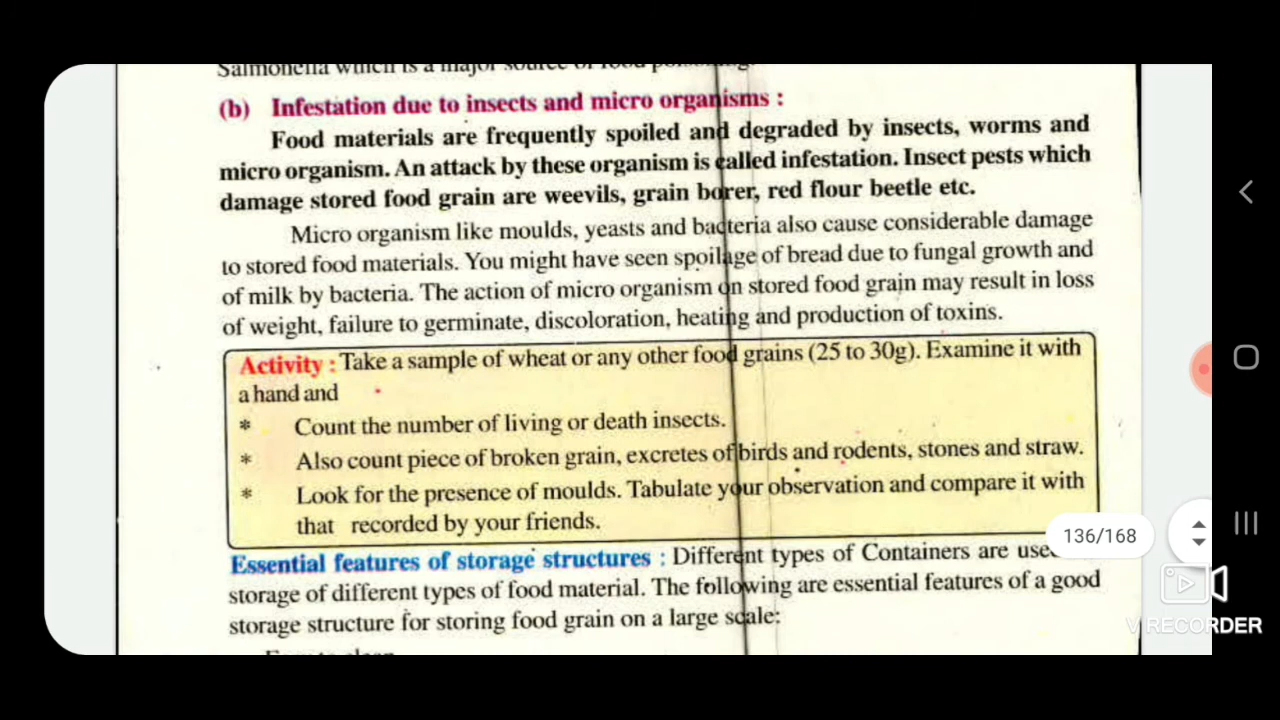 Salmonella which is a major source of food poisoning.
(b) Infestation due to insects and micro organisms :
Food materials are frequently spoiled and degraded by insects, worms and
micro organism. An attack by these organism is called infestation. Insect pests which
damage stored food grain are weevils, grain borer, red flour beetle etc.
Micro organism like moulds, yeasts and bacteria also cause considerable damage
to stored food materials. You might have seen spoilage of bread due to fungal growth and
of milk by bacteria. The action of micro organism on stored food grain may result in loss
of weight, failure to germinate, discoloration, heating and production of toxins.
Activity : Take a sample of wheat or any other food grains (25 to 30g). Examine it with
a hand and
* Count the number of living or death insects.
* Also count piece of broken grain, excretes of birds and rodents, stones and straw.
* Look for the presence of moulds. Tabulate your observation and compare it with
that recorded by your friends.
136/168
Essential features of storage structures : Different types of Containers are
storage of different types of food material. The following are essential features of a good
storage structure for storing food grain on a large scale:
V RECORDER